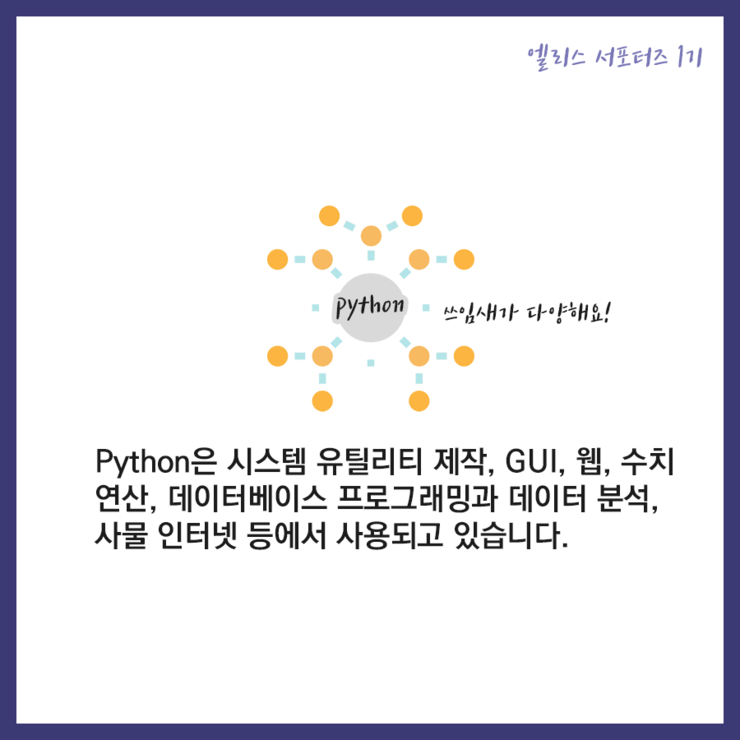 엘리스 서포터즈 1기
python
쓰임새가 다양해요!
Python은 시스템 유틸리티 제작, GUI, 웹, 수치
연산, 데이터베이스 프로그래밍과 데이터 분석,
사물 인터넷 등에서 사용되고 있습니다.